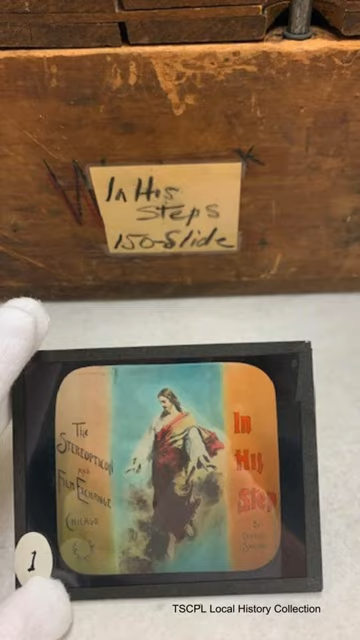 In His
Steps
150-Slide
The
Stereopticon
and
Film Exchange
Chicago
In
His
Step
By
1
TSCPL Local History Collection